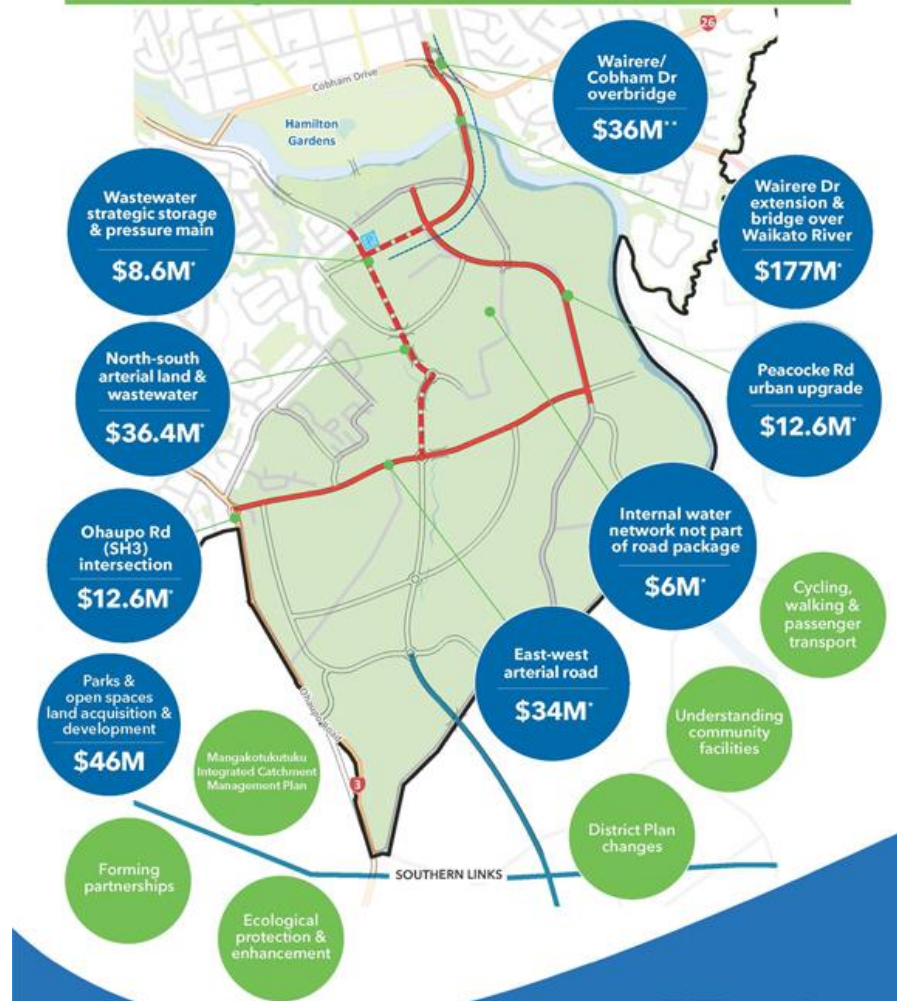 26
Cobham Drive
Hamilton
Gardens
Wairere/
Cobham Dr
overbridge
$36M**
Wastewater
strategic storage
& pressure main
$8.6M*
Wairere Dr
extension &
bridge over
Waikato River
$177M*
North-south
arterial land &
wastewater
$36.4M*
Peacocke Rd
urban upgrade
$12.6M*
Ohaupo Rd
(SH3)
intersection
$12.6M*
Internal water
network not part
of road package
$6M*
Cycling,
walking &
passenger
transport
East-west
arterial road
$34M*
Parks &
open spaces
land acquisition &
development
$46M
Understanding
community
facilities
Ohaupo Road
Mangakotukutuku
Integrated Catchment
Management Plan
3
District Plan
changes
Forming
partnerships
SOUTHERN LINKS
Ecological
protection &
enhancement